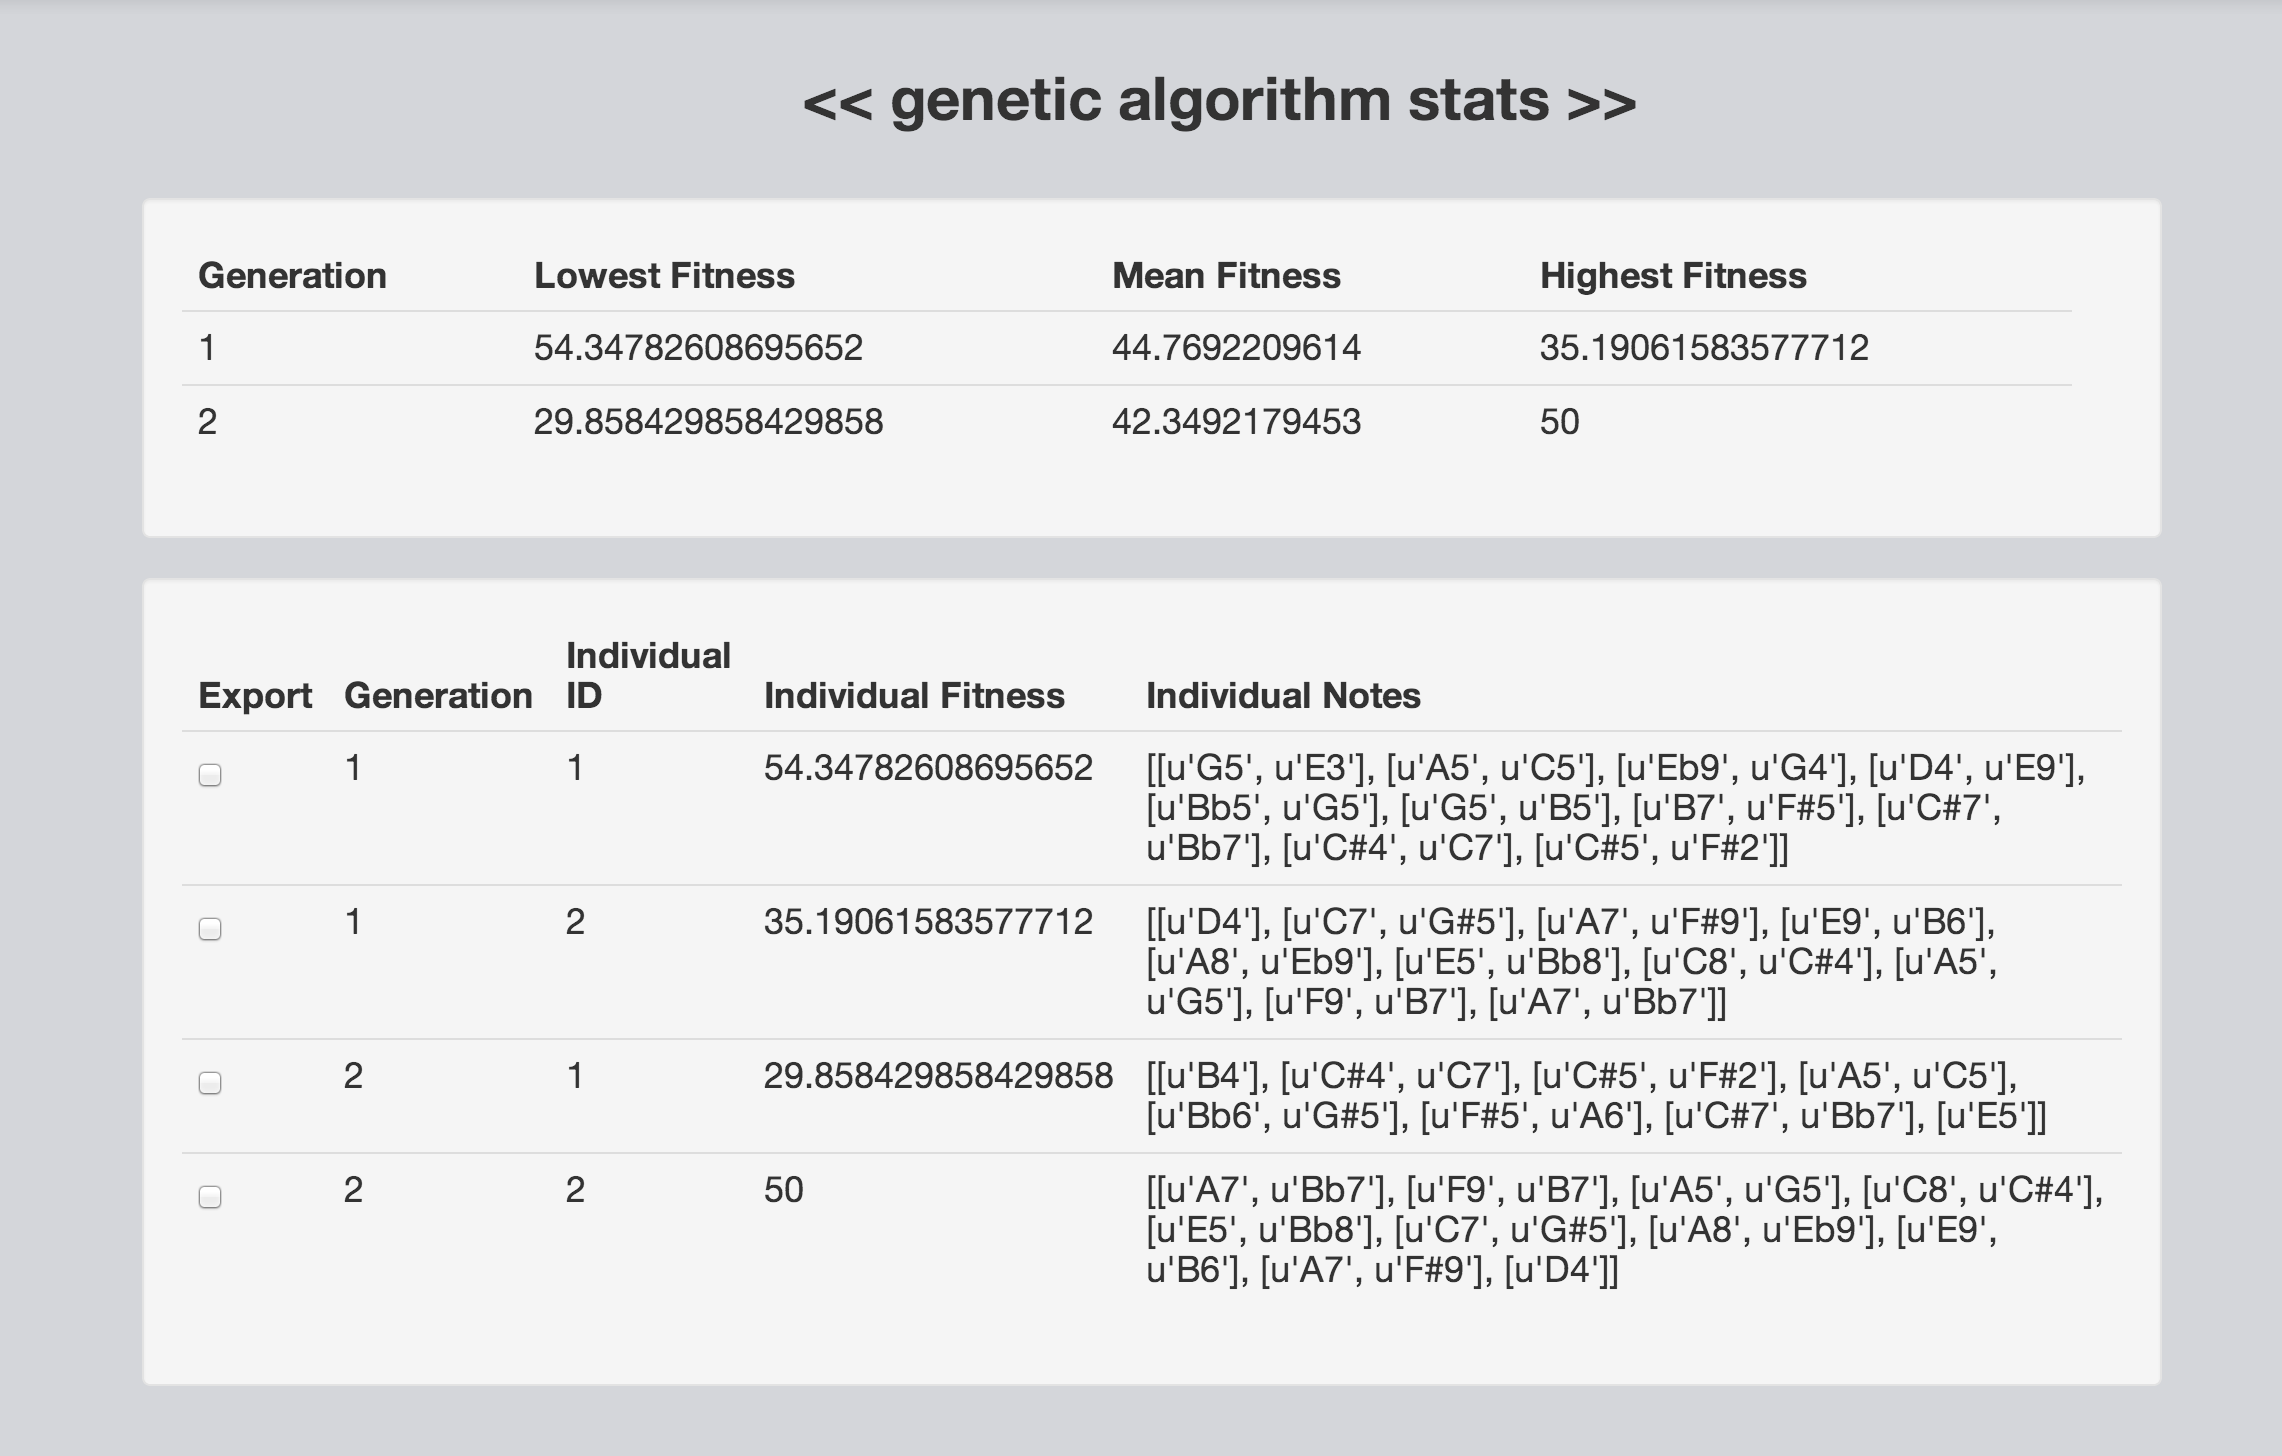 << genetic algorithm stats >>
Generation Lowest Fitness Mean Fitness Highest Fitness
1 54.34782608695652 44.7692209614 35.19061583577712
2 29.858429858429858 42.3492179453 50
Individual
Export Generation ID Individual Fitness Individual Notes
1 1 54.34782608695652 [[u'G5', u'E3'], [u'A5', u'C5'], [u'Eb9', u'G4'], [u'D4', u'E9'],
[u'Bb5', u'G5'], [u'G5', u'B5'], [u'B7', u'F#5'], [u'C#7',
u'Bb7'], [u'C#4', u'C7'], [u'C#5', u'F#2']]
1 2 35.19061583577712 [[u'D4'], [u'C7', u'G#5'], [u'A7', u'F#9'], [u'E9', u'B6'],
[u'A8', u'Eb9'], [u'E5', u'Bb8'], [u'C8', u'C#4'], [u'A5',
u'G5'], [u'F9', u'B7'], [u'A7', u'Bb7']]
2 1 29.858429858429858 [[u'B4'], [u'C#4', u'C7'], [u'C#5', u'F#2'], [u'A5', u'C5'],
[u'Bb6', u'G#5'], [u'F#5', u'A6'], [u'C#7', u'Bb7'], [u'E5']]
2 2 50 [[u'A7', u'Bb7'], [u'F9', u'B7'], [u'A5', u'G5'], [u'C8', u'C#4'],
[u'E5', u'Bb8'], [u'C7', u'G#5'], [u'A8', u'Eb9'], [u'E9',
u'B6'], [u'A7', u'F#9'], [u'D4']]